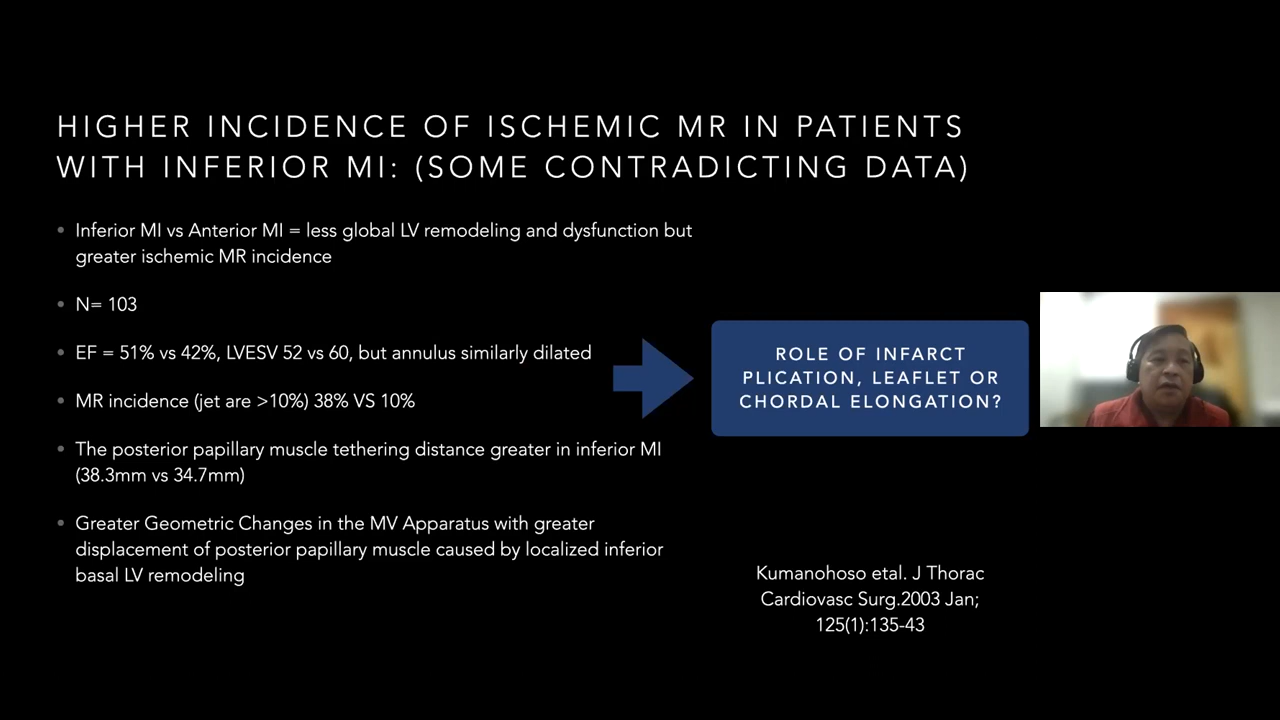 HIGHER INCIDENCE OF ISCHEMIC MR IN PATIENTS
WITH INFERIOR MI: (SOME CONTRADICTING DATA)
• Inferior MI vs Anterior MI = less global LV remodeling and dysfunction but
greater ischemic MR incidence
• N= 103
• EF = 51% vs 42%, LVESV 52 vs 60, but annulus similarly dilated
• MR incidence (jet are >10%) 38% VS 10%
• The posterior papillary muscle tethering distance greater in inferior MI
(38.3mm vs 34.7mm)
• Greater Geometric Changes in the MV Apparatus with greater
displacement of posterior papillary muscle caused by localized inferior
basal LV remodeling
ROLE OF INFARCT
PLICATION, LEAFLET OR
CHORDAL ELONGATION?
Kumanohoso etal. J Thorac
Cardiovasc Surg.2003 Jan;
125(1):135-43